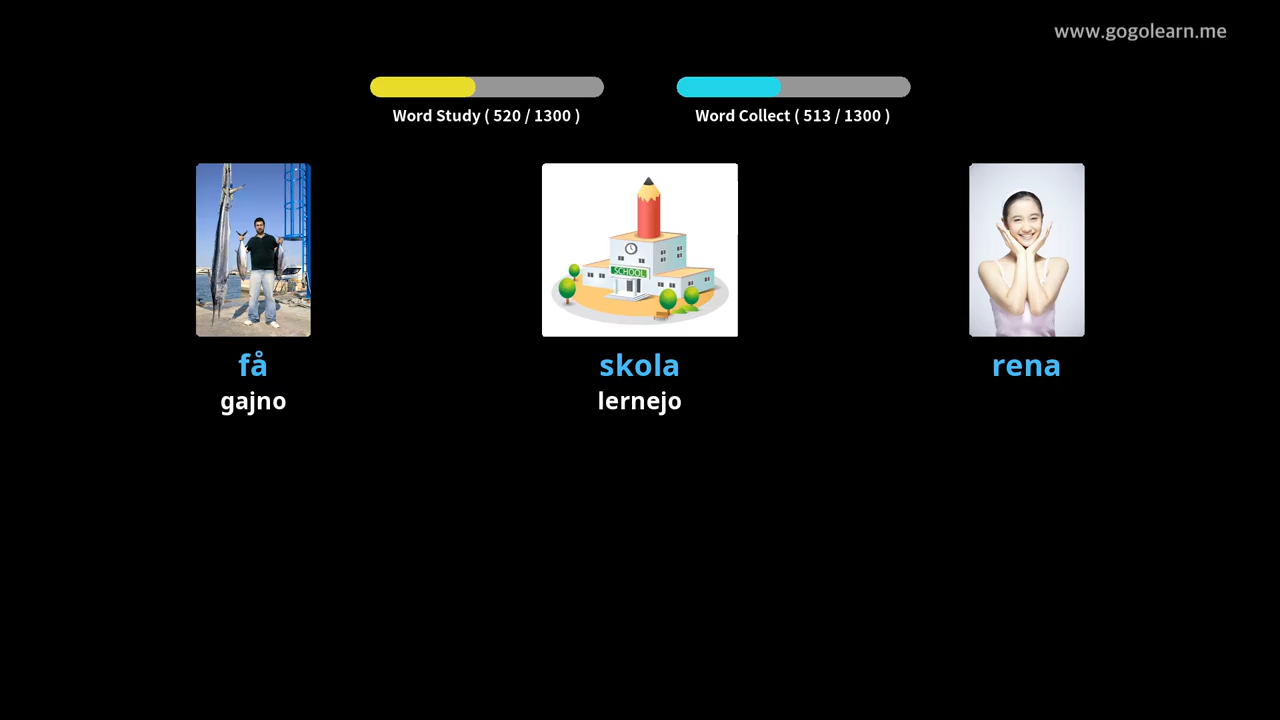 www.gogolearn.me
Word Study ( 520 / 1300 )
Word Collect ( 513 / 1300 )
SCHOOL
få
skola
rena
gajno
lernejo